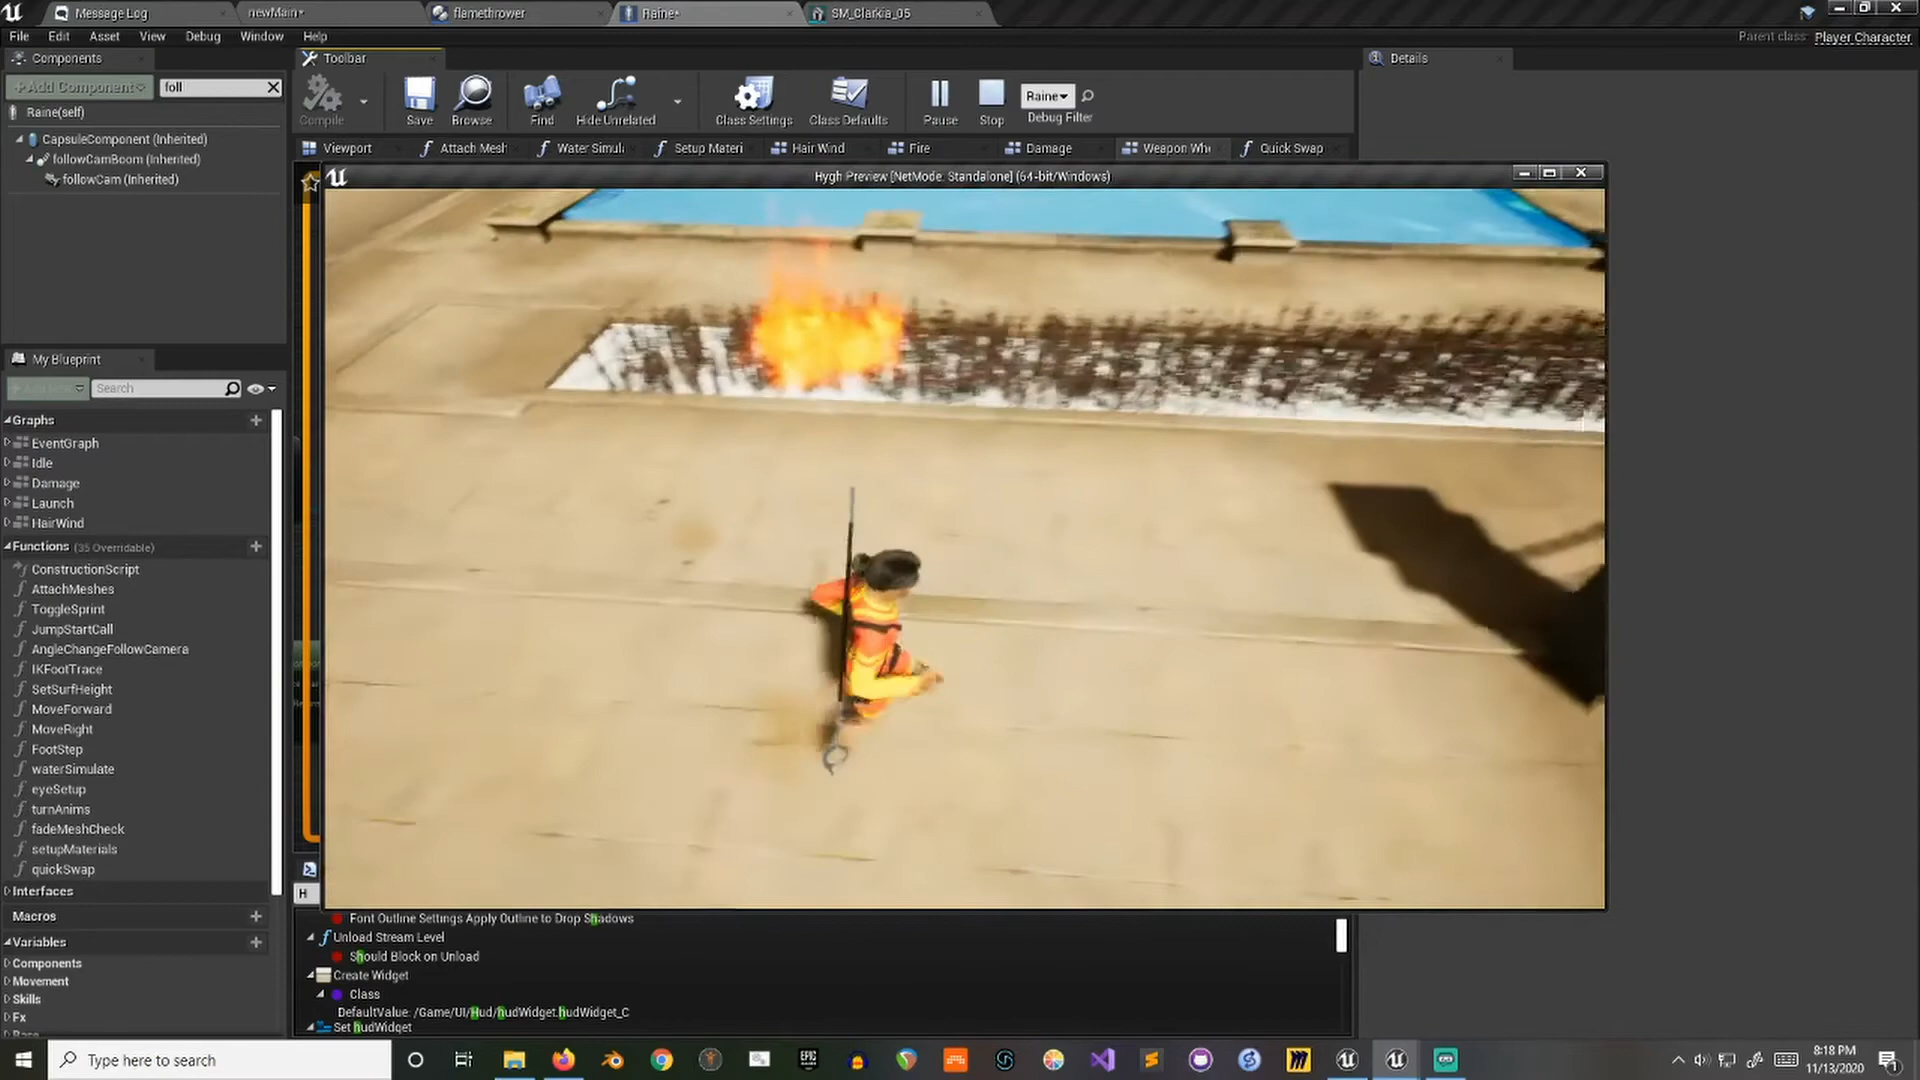 Message Log
newMain*
flamethrower
Raine*
SM_Clarkia_05
File Edit Asset View Debug Window Help
Parent class: Player Character
Components
Toolbar
Details
+Add Component
foll
Compile
Save
Browse
Find
Hide Unrelated
Class Settings
Class Defaults
Pause
Stop
Raine
Debug Filter
Raine(self)
CapsuleComponent (Inherited)
followCamBoom (Inherited)
followCam (Inherited)
Viewport
Attach Mesh
Water Simul
Setup Materi
Hair Wind
Fire
Damage
Weapon Whe
Quick Swap
Hygh Preview [NetMode: Standalone] (64-bit/Windows)
My Blueprint
Search
Graphs
EventGraph
Idle
Damage
Launch
HairWind
Functions (35 Overridable)
ConstructionScript
AttachMeshes
ToggleSprint
JumpStartCall
AngleChangeFollowCamera
IKFootTrace
SetSurfHeight
MoveForward
MoveRight
FootStep
waterSimulate
eyeSetup
turnAnims
fadeMeshCheck
setupMaterials
quickSwap
Interfaces
Macros
Variables
Components
Movement
Skills
Fx
H
Font Outline Settings Apply Outline to Drop Shadows
Unload Stream Level
Should Block on Unload
Create Widget
Class
DefaultValue: /Game/UI/Hud/hudWidget.hudWidget_C
Set hudWidget
Type here to search
EPIC
8:18 PM
11/13/2020
1